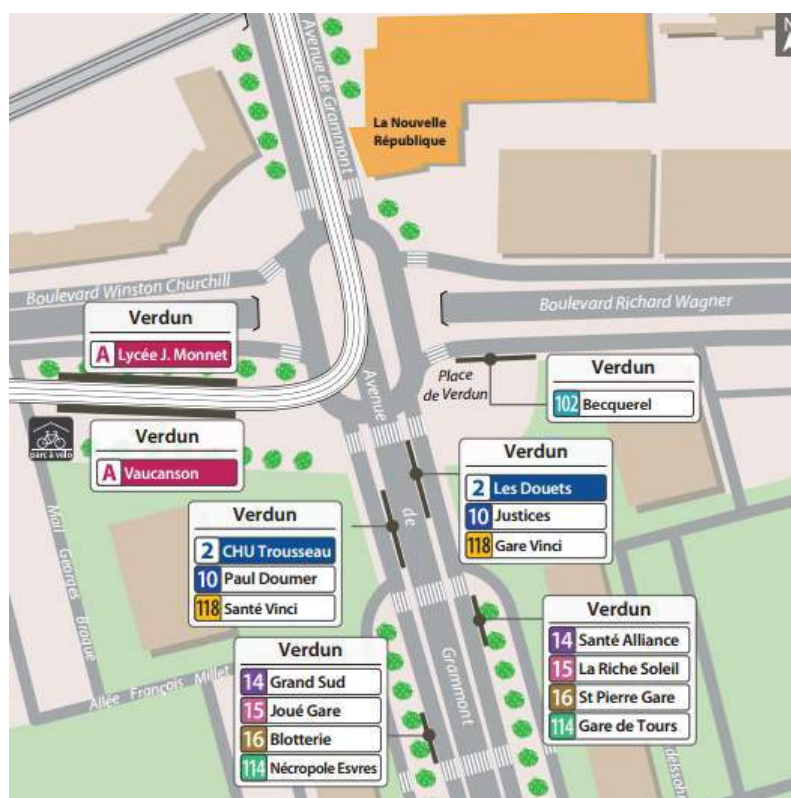 N
Avenue de Grammont
La Nouvelle
République
Boulevard Winston Churchill
Boulevard Richard Wagner
Verdun
A Lycée J. Monnet
Place
de Verdun
Verdun
102 Becquerel
parc à vélo
Verdun
A Vaucanson
Avenue
de
Grammont
Verdun
2 Les Douets
10 Justices
118 Gare Vinci
Verdun
2 CHU Trousseau
10 Paul Doumer
118 Santé Vinci
Mail Georges Braque
Allée François Millet
Verdun
14 Santé Alliance
15 La Riche Soleil
16 St Pierre Gare
114 Gare de Tours
Verdun
14 Grand Sud
15 Joué Gare
16 Blotterie
114 Nécropole Esvres